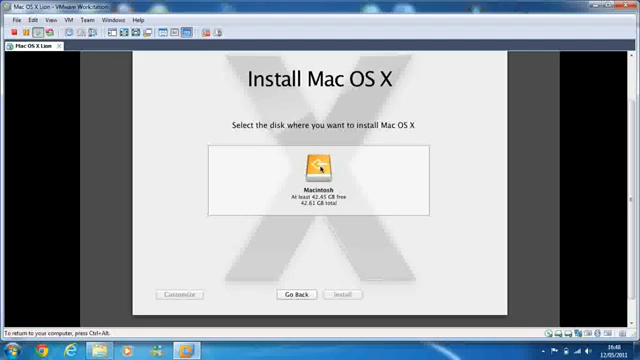 Mac OS X Lion - VMware Workstation
File Edit View VM Team Windows Help
Mac OS X Lion
Install Mac OS X
Select the disk where you want to install Mac OS X
Macintosh
At least 42.45 GB free
42.61 GB total
Customize Go Back Install
To return to your computer, press Ctrl+Alt.
16:48
12/05/2011